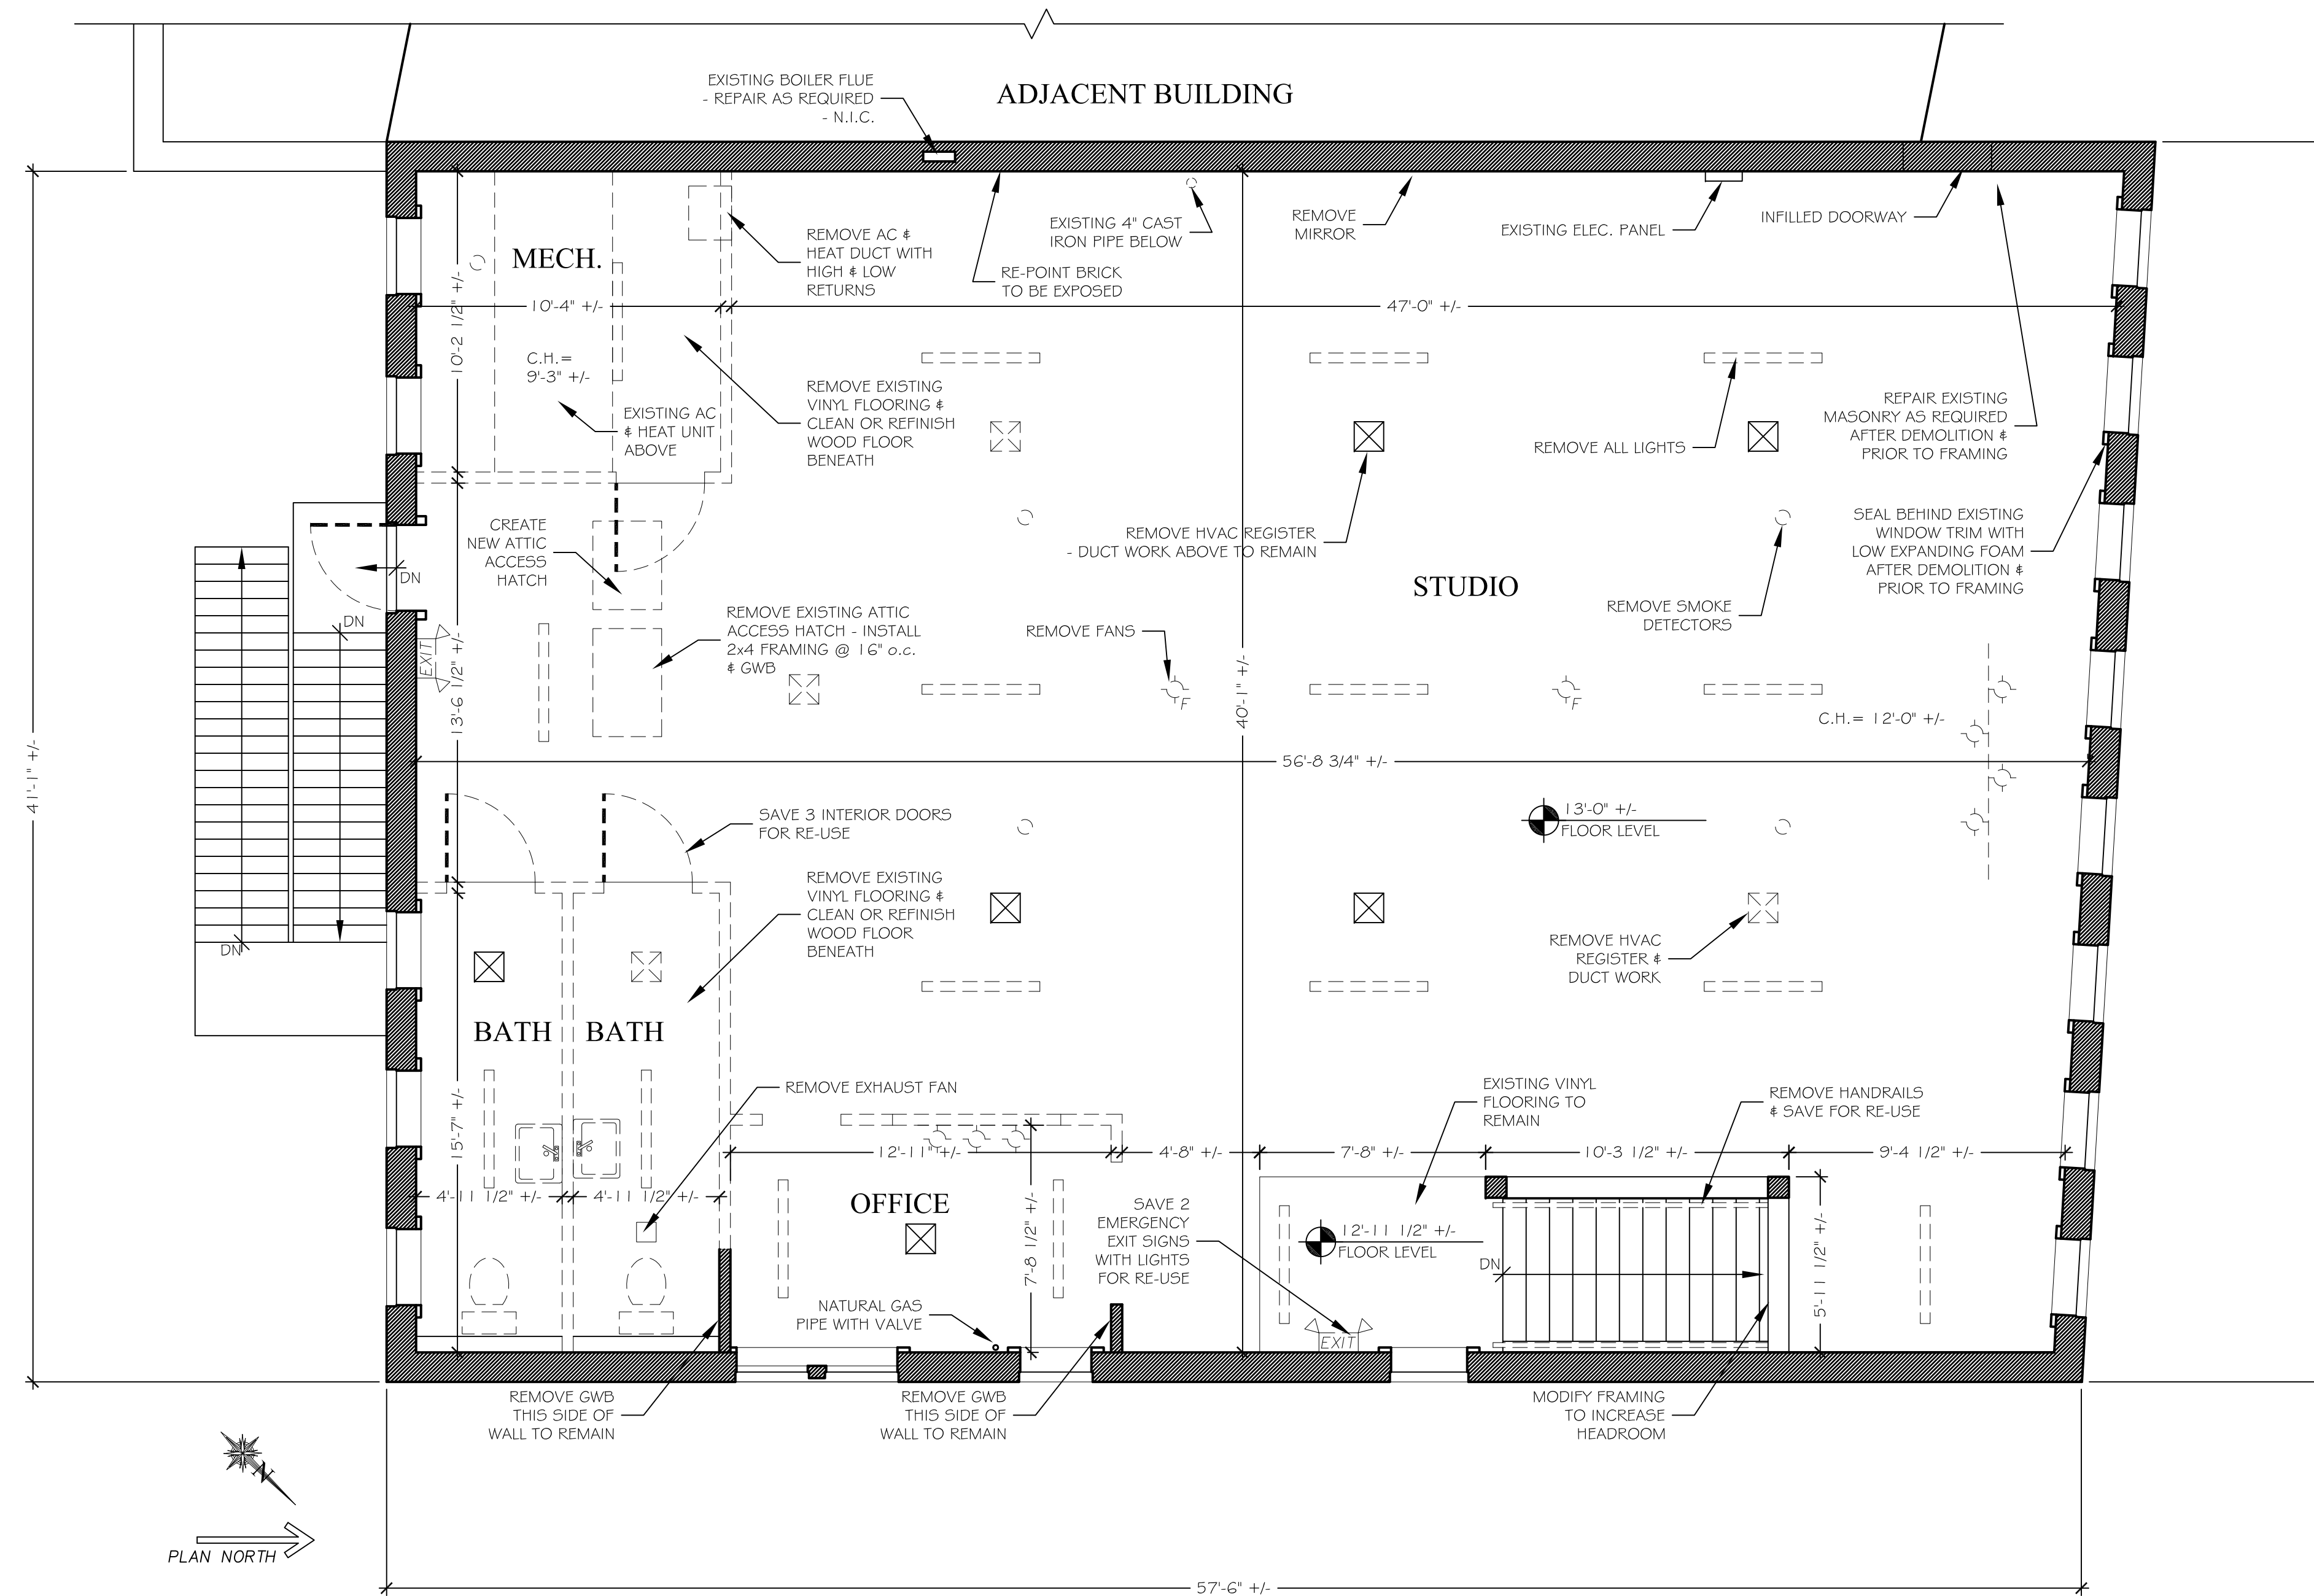 EXISTING BOILER FLUE
- REPAIR AS REQUIRED
- N.I.C.
ADJACENT BUILDING
MECH.
REMOVE AC &
HEAT DUCT WITH
HIGH & LOW
RETURNS
EXISTING 4" CAST
IRON PIPE BELOW
RE-POINT BRICK
TO BE EXPOSED
REMOVE
MIRROR
EXISTING ELEC. PANEL
INFILLED DOORWAY
10'-2 1/2" +/-
10'-4" +/-
47'-0" +/-
C.H. =
9'-3" +/-
EXISTING AC
& HEAT UNIT
ABOVE
REMOVE EXISTING
VINYL FLOORING &
CLEAN OR REFINISH
WOOD FLOOR
BENEATH
REMOVE ALL LIGHTS
REPAIR EXISTING
MASONRY AS REQUIRED
AFTER DEMOLITION &
PRIOR TO FRAMING
CREATE
NEW ATTIC
ACCESS
HATCH
REMOVE HVAC REGISTER
- DUCT WORK ABOVE TO REMAIN
SEAL BEHIND EXISTING
WINDOW TRIM WITH
LOW EXPANDING FOAM
AFTER DEMOLITION &
PRIOR TO FRAMING
STUDIO
DN
DN
DN
EXIT
13'-6 1/2" +/-
REMOVE EXISTING ATTIC
ACCESS HATCH - INSTALL
2x4 FRAMING @ 16" o.c.
& GWB
REMOVE FANS
REMOVE SMOKE
DETECTORS
F
F
40'-1" +/-
C.H.= 12'-0" +/-
41'-1" +/-
56'-8 3/4" +/-
SAVE 3 INTERIOR DOORS
FOR RE-USE
13'-0" +/-
FLOOR LEVEL
REMOVE EXISTING
VINYL FLOORING &
CLEAN OR REFINISH
WOOD FLOOR
BENEATH
REMOVE HVAC
REGISTER &
DUCT WORK
BATH
BATH
15'-7" +/-
REMOVE EXHAUST FAN
EXISTING VINYL
FLOORING TO
REMAIN
REMOVE HANDRAILS
& SAVE FOR RE-USE
12'-11" +/-
4'-8" +/-
7'-8" +/-
10'-3 1/2" +/-
9'-4 1/2" +/-
4'-11 1/2" +/-
4'-11 1/2" +/-
OFFICE
7'-8 1/2" +/-
SAVE 2
EMERGENCY
EXIT SIGNS
WITH LIGHTS
FOR RE-USE
12'-11 1/2" +/-
FLOOR LEVEL
DN
5'-11 1/2" +/-
NATURAL GAS
PIPE WITH VALVE
EXIT
REMOVE GWB
THIS SIDE OF
WALL TO REMAIN
REMOVE GWB
THIS SIDE OF
WALL TO REMAIN
MODIFY FRAMING
TO INCREASE
HEADROOM
N
PLAN NORTH
57'-6" +/-